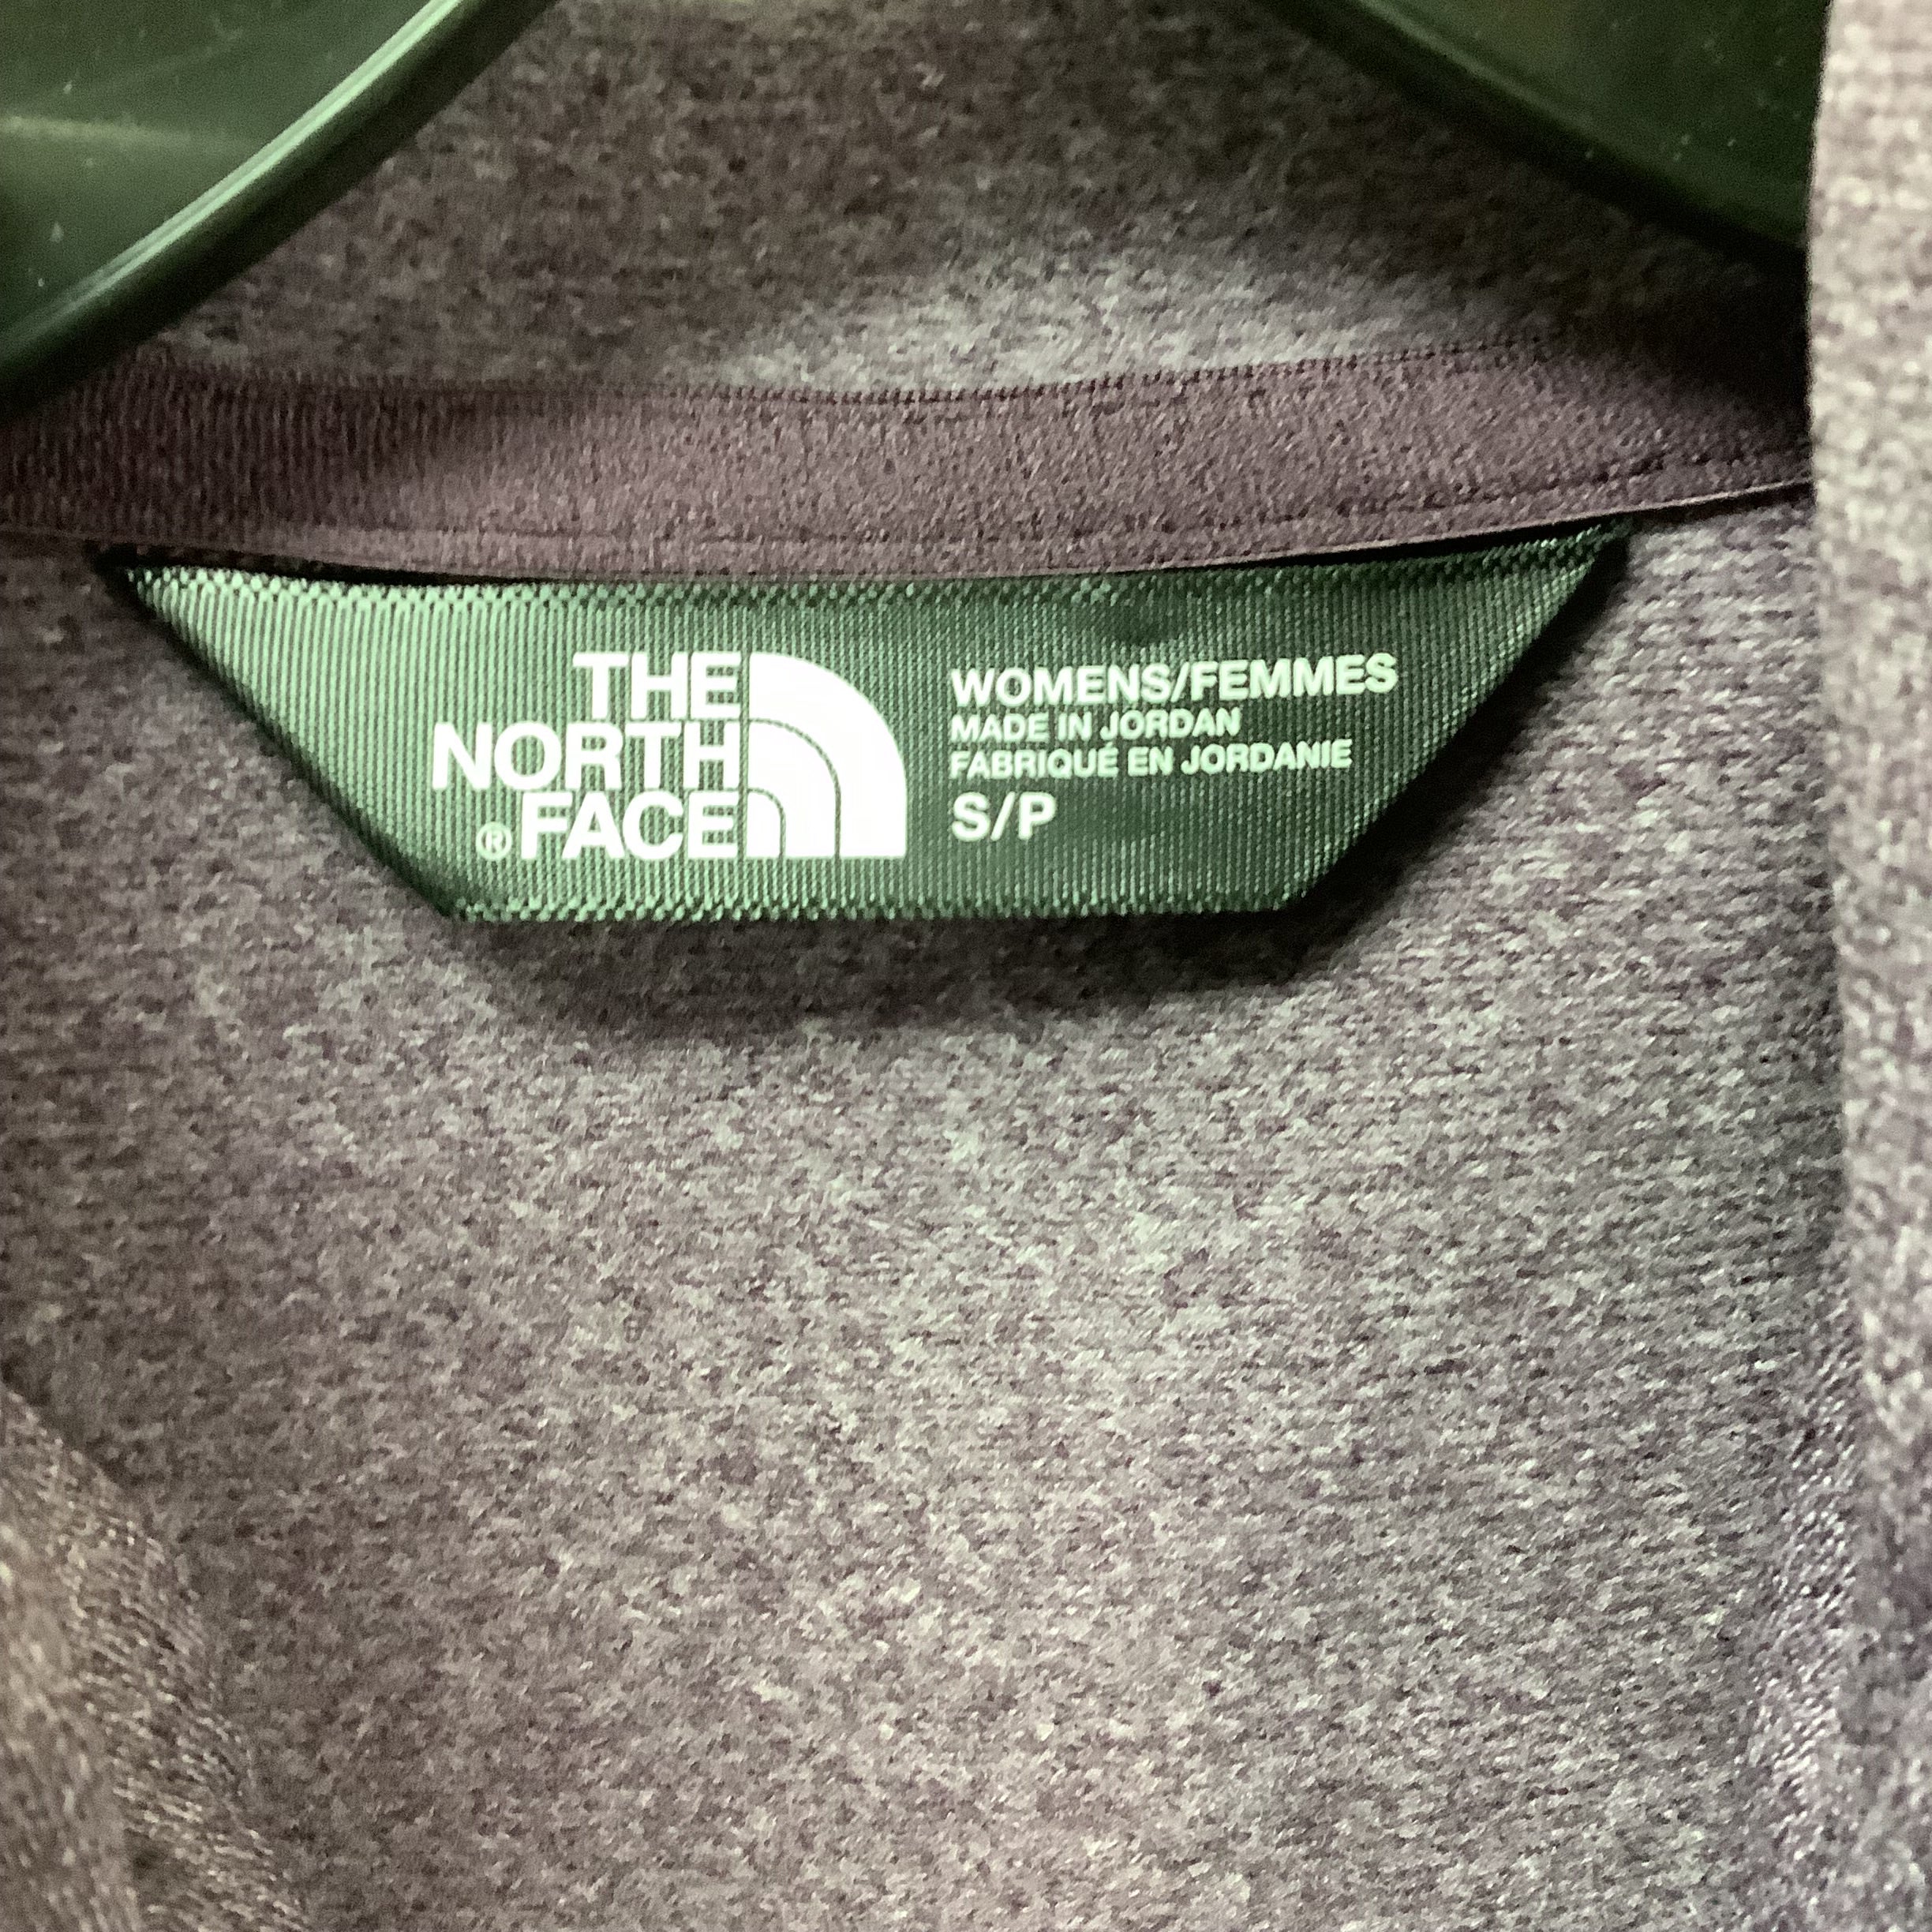 THE
NORTH
® FACE
WOMENS/FEMMES
MADE IN JORDAN
FABRIQUÉ EN JORDANIE
S/P